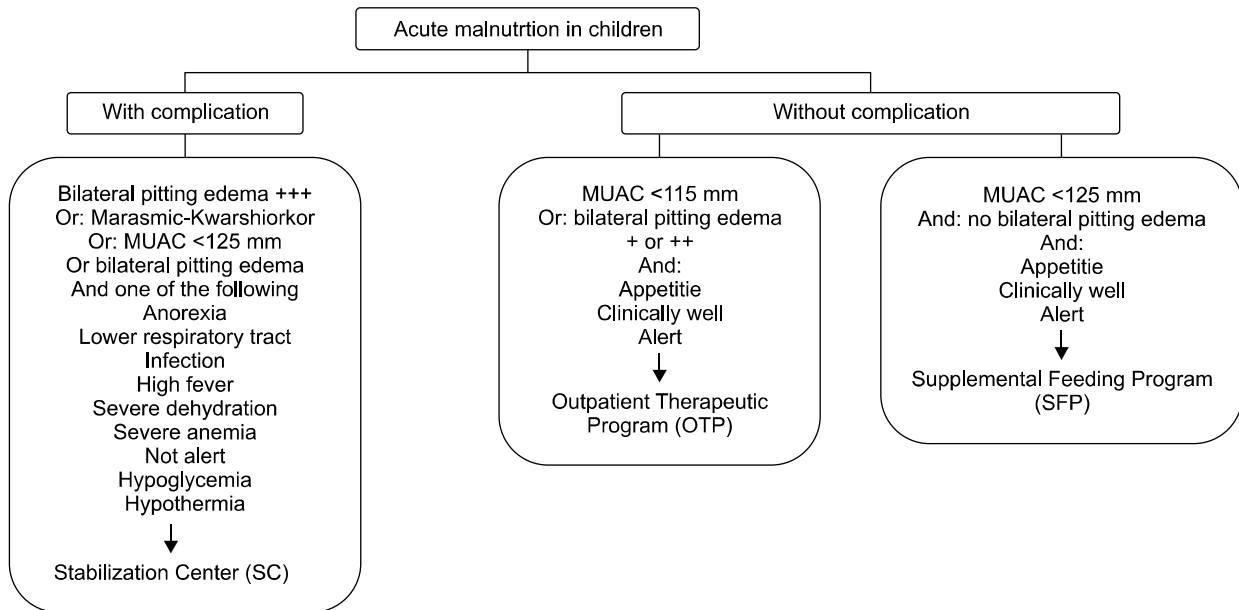 Acute malnutrtion in children
With complication
Without complication
Bilateral pitting edema +++
Or: Marasmic-Kwarshiorkor
Or: MUAC <125 mm
Or bilateral pitting edema
And one of the following
Anorexia
Lower respiratory tract
Infection
High fever
Severe dehydration
Severe anemia
Not alert
Hypoglycemia
Hypothermia
Stabilization Center (SC)
MUAC <115 mm
Or: bilateral pitting edema
+ or ++
And:
Appetitie
Clinically well
Alert
Outpatient Therapeutic
Program (OTP)
MUAC <125 mm
And: no bilateral pitting edema
And:
Appetitie
Clinically well
Alert
Supplemental Feeding Program
(SFP)